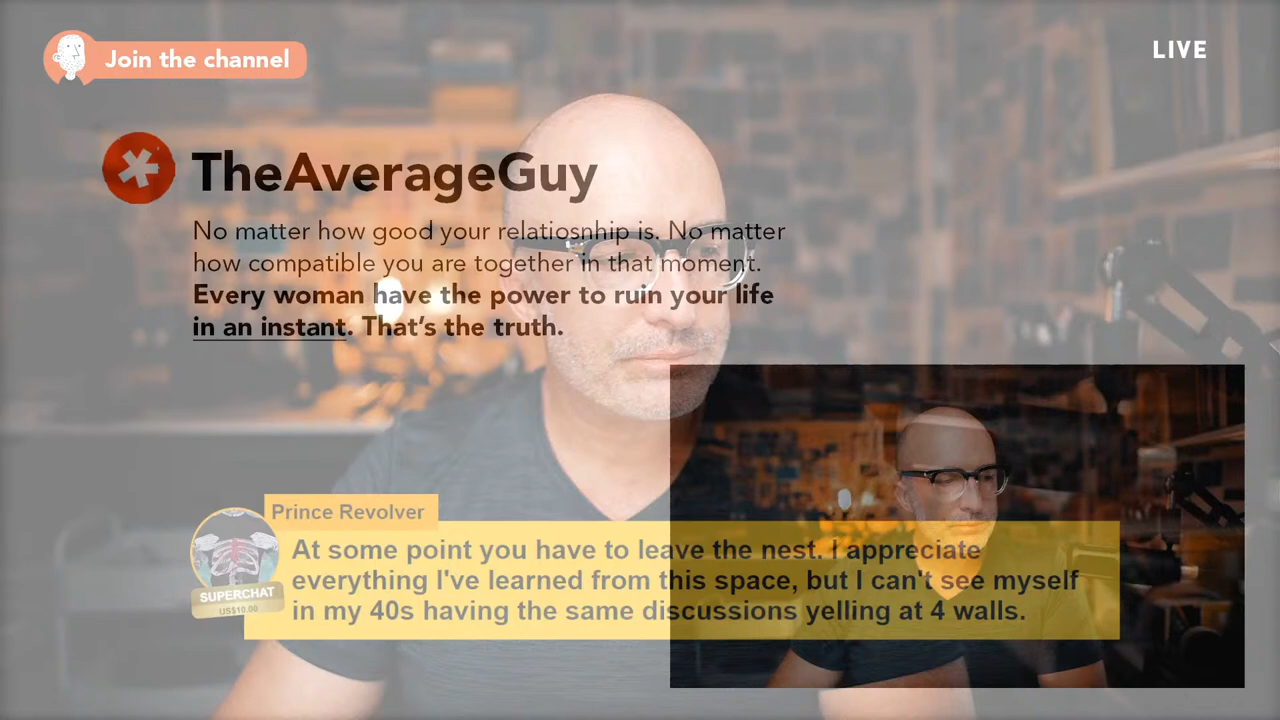 Join the channel
LIVE
TheAverageGuy
No matter how good your relatiosnhip is. No matter
how compatible you are together in that moment.
Every woman have the power to ruin your life
in an instant. That's the truth.
Prince Revolver
At some point you have to leave the nest. I appreciate
everything I've learned from this space, but I can't see myself
in my 40s having the same discussions yelling at 4 walls.
SUPERCHAT
US$10.00